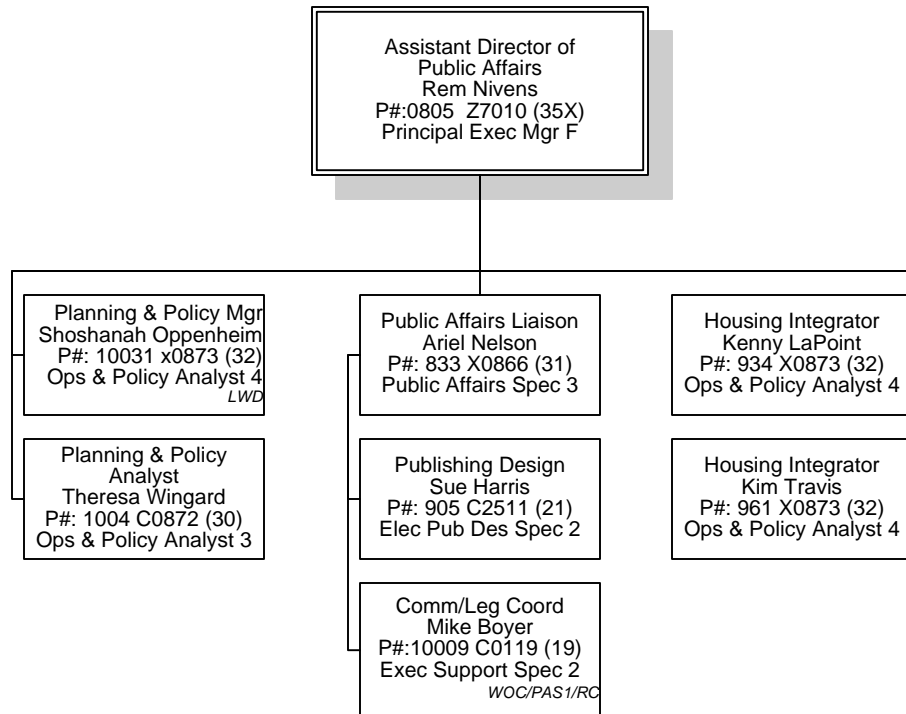 Assistant Director of
Public Affairs
Rem Nivens
P#:0805  Z7010 (35X)
Principal Exec Mgr F
Planning & Policy Mgr
Shoshanah Oppenheim
P#: 10031 x0873 (32)
Ops & Policy Analyst 4
LWD
Planning & Policy
Analyst
Theresa Wingard
P#: 1004 C0872 (30)
Ops & Policy Analyst 3
Public Affairs Liaison
Ariel Nelson
P#: 833 X0866 (31)
Public Affairs Spec 3
Publishing Design
Sue Harris
P#: 905 C2511 (21)
Elec Pub Des Spec 2
Comm/Leg Coord
Mike Boyer
P#:10009 C0119 (19)
Exec Support Spec 2
WOC/PAS1/RC
Housing Integrator
Kenny LaPoint
P#: 934 X0873 (32)
Ops & Policy Analyst 4
Housing Integrator
Kim Travis
P#: 961 X0873 (32)
Ops & Policy Analyst 4